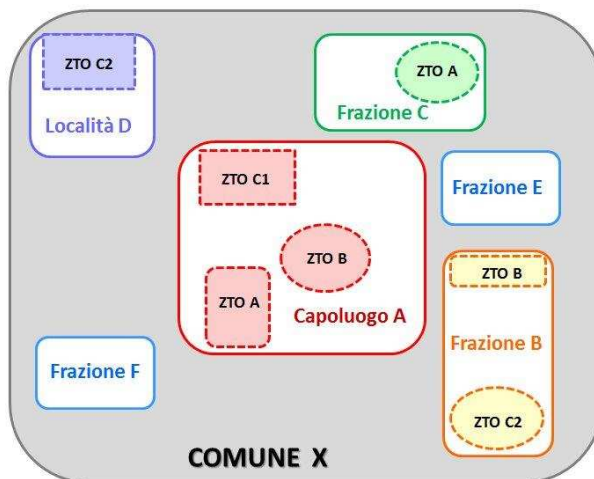 ZTO C2
Località D
ZTO A
Frazione C
ZTO C1
ZTO B
ZTO A
Capoluogo A
Frazione E
ZTO B
Frazione B
ZTO C2
Frazione F
COMUNE X